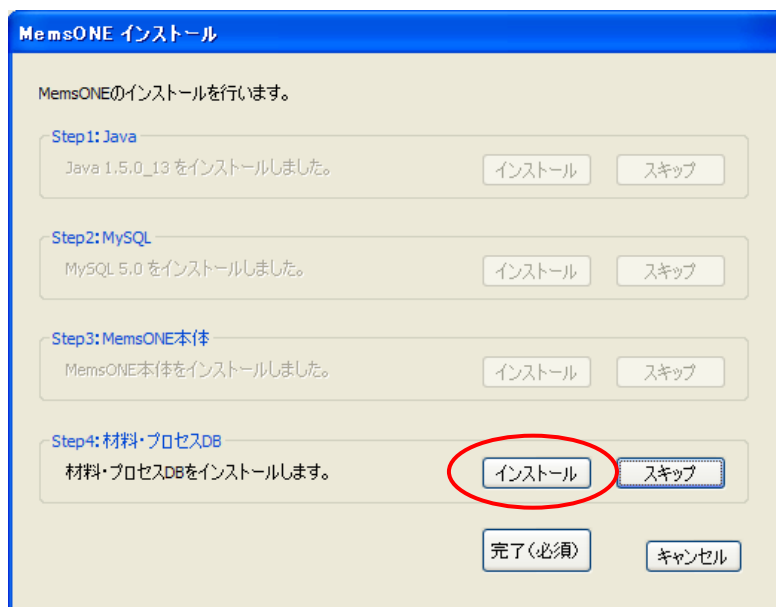 MemsONE インストール
MemsONEのインストールを行います。
Step1: Java
Java 1.5.0_13 をインストールしました。 インストール スキップ
Step2: MySQL
MySQL 5.0 をインストールしました。 インストール スキップ
Step3: MemsONE本体
MemsONE本体をインストールしました。 インストール スキップ
Step4: 材料・プロセスDB
材料・プロセスDBをインストールします。 インストール スキップ
完了(必須) キャンセル